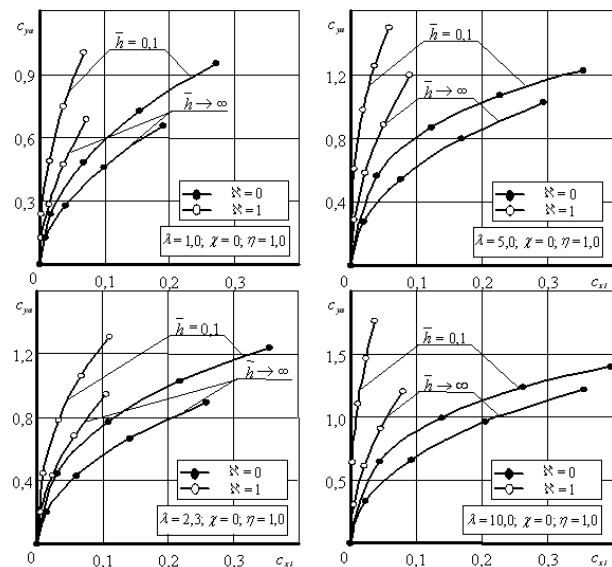 c_ya
h̄ = 0,1
0,9
h̄ → ∞
0,6
0,3
ℵ = 0
ℵ = 1
λ = 1,0; χ = 0; η = 1,0
0 0,1 0,2 0,3
c_ya
h̄ = 0,1
1,2
h̄ → ∞
0,8
0,4
ℵ = 0
ℵ = 1
λ = 5,0; χ = 0; η = 1,0
0 0,1 0,2 0,3 c_xi
c_ya
1,2
h̄ = 0,1
h̄ → ∞
0,8
0,4
ℵ = 0
ℵ = 1
λ = 2,3; χ = 0; η = 1,0
0 0,1 0,2 0,3 c_xi
c_ya
1,5
h̄ = 0,1
h̄ → ∞
1,0
0,5
ℵ = 0
ℵ = 1
λ = 10,0; χ = 0; η = 1,0
0 0,1 0,2 0,3 c_xi